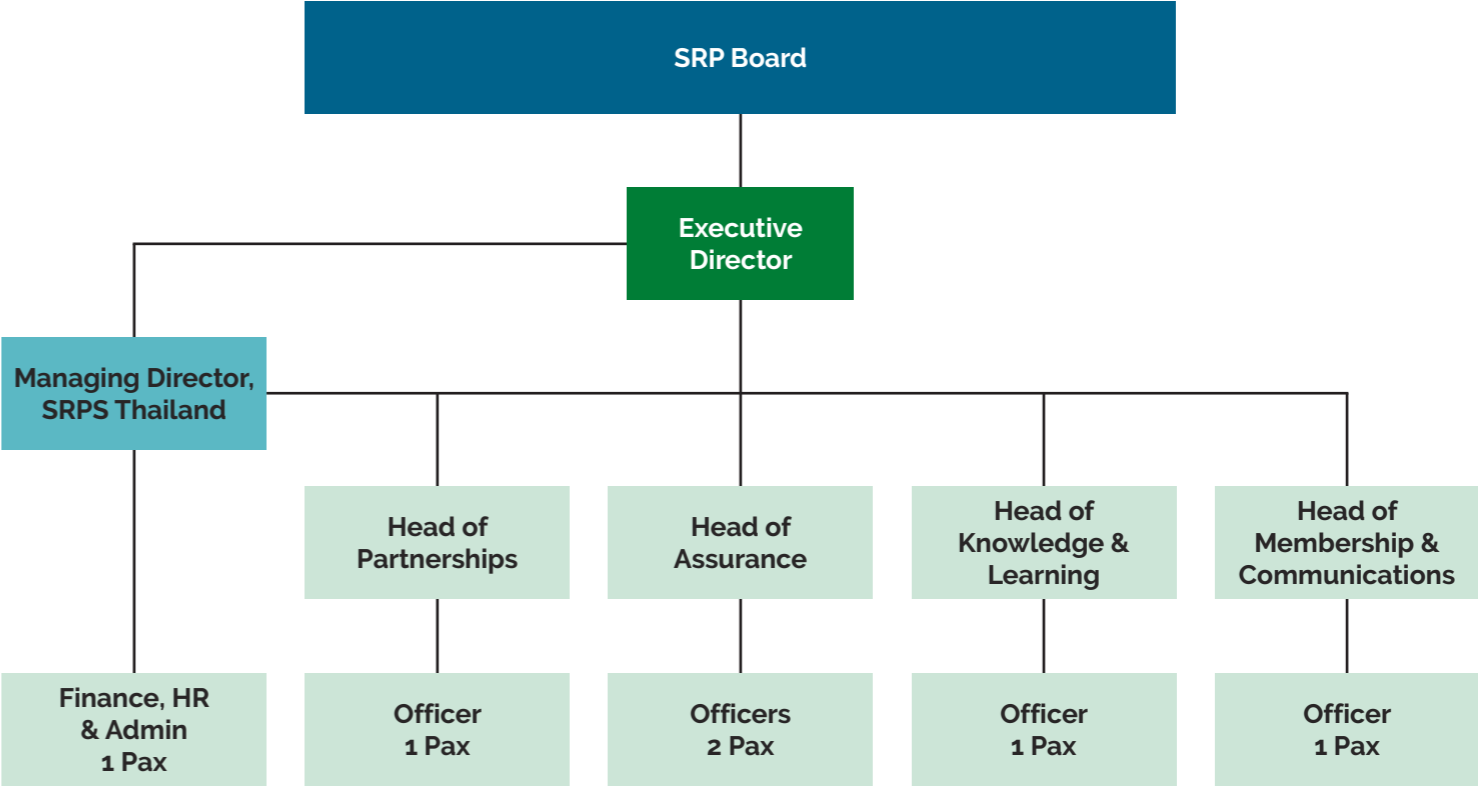 SRP Board
Executive
Director
Managing Director,
SRPS Thailand
Head of
Partnerships
Head of
Assurance
Head of
Knowledge &
Learning
Head of
Membership &
Communications
Finance, HR
& Admin
1 Pax
Officer
1 Pax
Officers
2 Pax
Officer
1 Pax
Officer
1 Pax